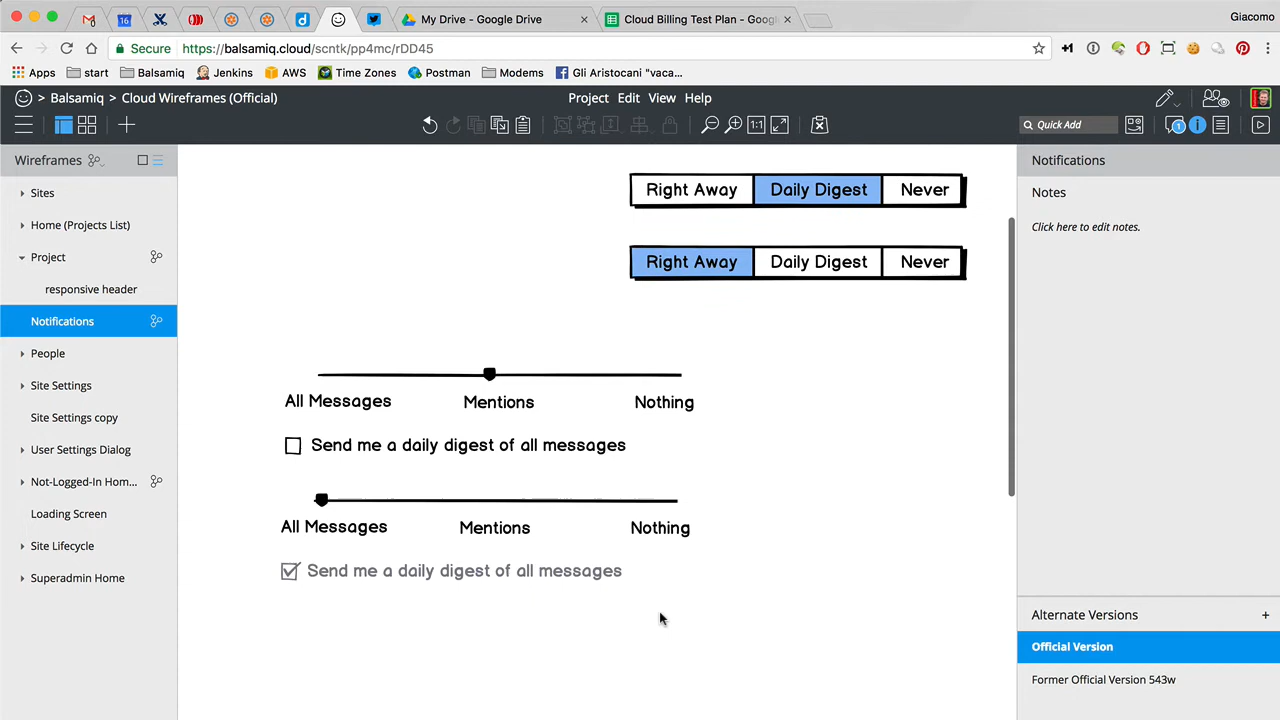 Giacomo
16
My Drive - Google Drive
Cloud Billing Test Plan - Goog
Secure https://balsamiq.cloud/scntk/pp4mc/rDD45
+1
Apps start Balsamiq Jenkins AWS Time Zones Postman Modems Gli Aristocani "vaca...
Balsamiq > Cloud Wireframes (Official)
Project Edit View Help
1:1
Quick Add
1
Wireframes
Sites
Home (Projects List)
Project
responsive header
Notifications
People
Site Settings
Site Settings copy
User Settings Dialog
Not-Logged-In Hom...
Loading Screen
Site Lifecycle
Superadmin Home
Right Away Daily Digest Never
Right Away Daily Digest Never
All Messages Mentions Nothing
Send me a daily digest of all messages
All Messages Mentions Nothing
Send me a daily digest of all messages
Notifications
Notes
Click here to edit notes.
Alternate Versions +
Official Version
Former Official Version 543w